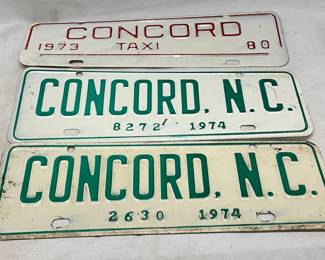 CONCORD
1973 TAXI 80
CONCORD, N.C.
8272 1974
CONCORD, N.C.
2630 1974